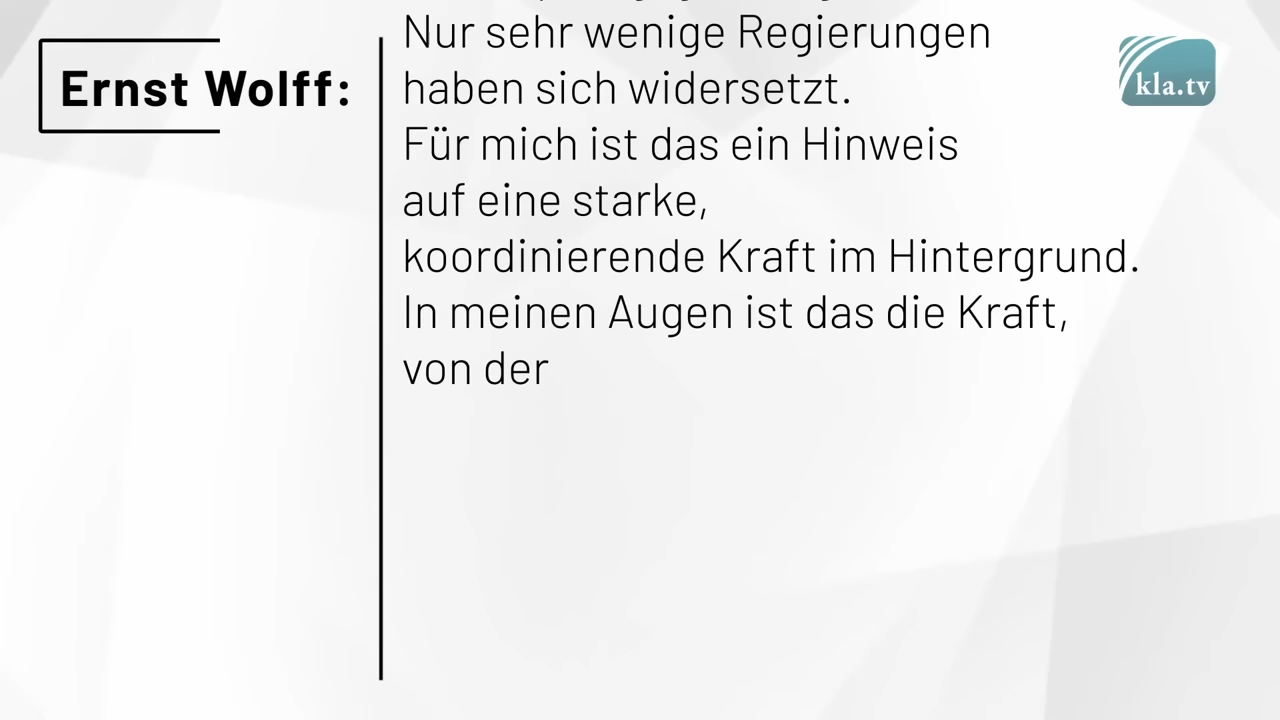 Ernst Wolff:
Nur sehr wenige Regierungen
haben sich widersetzt.
Für mich ist das ein Hinweis
auf eine starke,
koordinierende Kraft im Hintergrund.
In meinen Augen ist das die Kraft,
von der
kla.tv